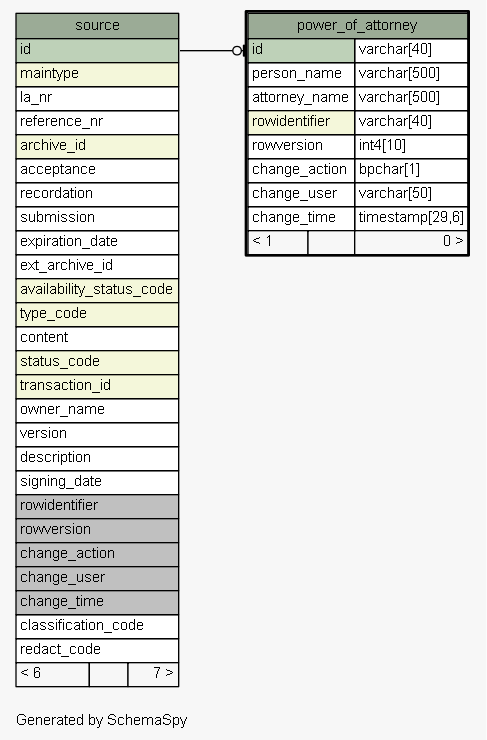 source
id
maintype
la_nr
reference_nr
archive_id
acceptance
recordation
submission
expiration_date
ext_archive_id
availability_status_code
type_code
content
status_code
transaction_id
owner_name
version
description
signing_date
rowidentifier
rowversion
change_action
change_user
change_time
classification_code
redact_code
< 6 7 >
power_of_attorney
id varchar[40]
person_name varchar[500]
attorney_name varchar[500]
rowidentifier varchar[40]
rowversion int4[10]
change_action bpchar[1]
change_user varchar[50]
change_time timestamp[29,6]
< 1 0 >
Generated by SchemaSpy